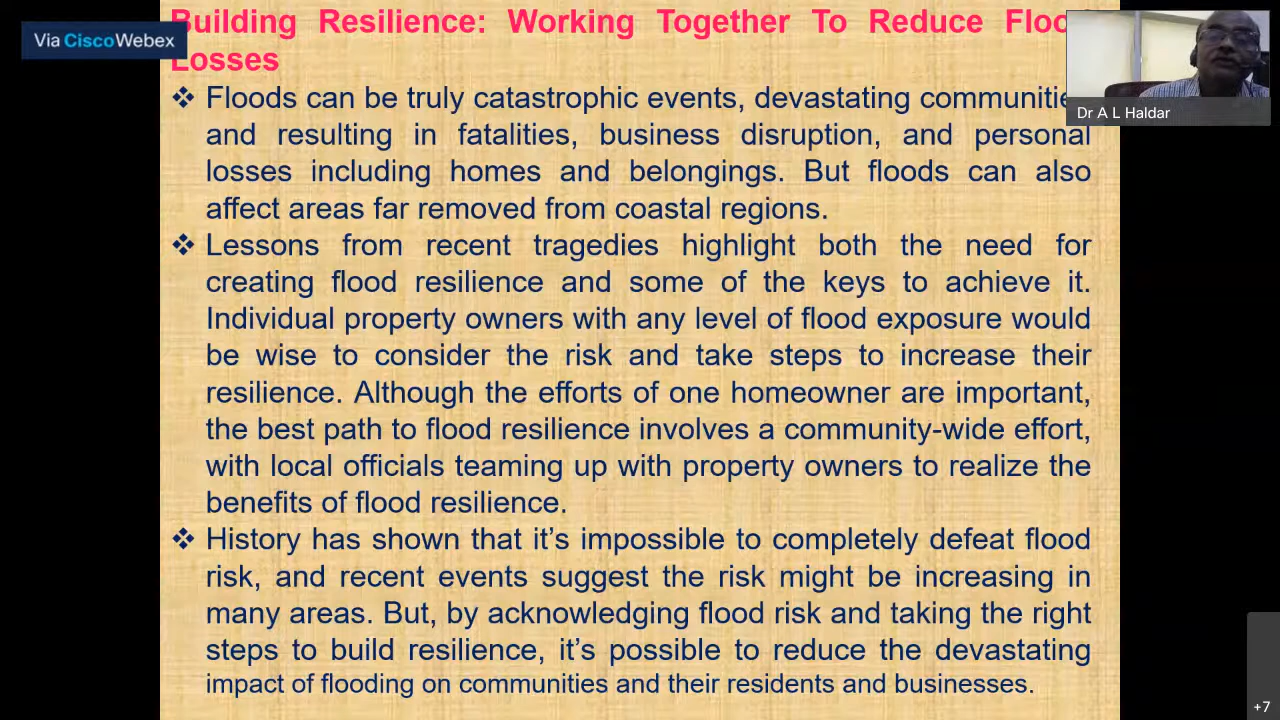 Building Resilience: Working Together To Reduce Flood
Losses
Via Cisco Webex
Dr A L Haldar
❖ Floods can be truly catastrophic events, devastating communities
and resulting in fatalities, business disruption, and personal
losses including homes and belongings. But floods can also
affect areas far removed from coastal regions.
❖ Lessons from recent tragedies highlight both the need for
creating flood resilience and some of the keys to achieve it.
Individual property owners with any level of flood exposure would
be wise to consider the risk and take steps to increase their
resilience. Although the efforts of one homeowner are important,
the best path to flood resilience involves a community-wide effort,
with local officials teaming up with property owners to realize the
benefits of flood resilience.
❖ History has shown that it’s impossible to completely defeat flood
risk, and recent events suggest the risk might be increasing in
many areas. But, by acknowledging flood risk and taking the right
steps to build resilience, it’s possible to reduce the devastating
impact of flooding on communities and their residents and businesses.
+7